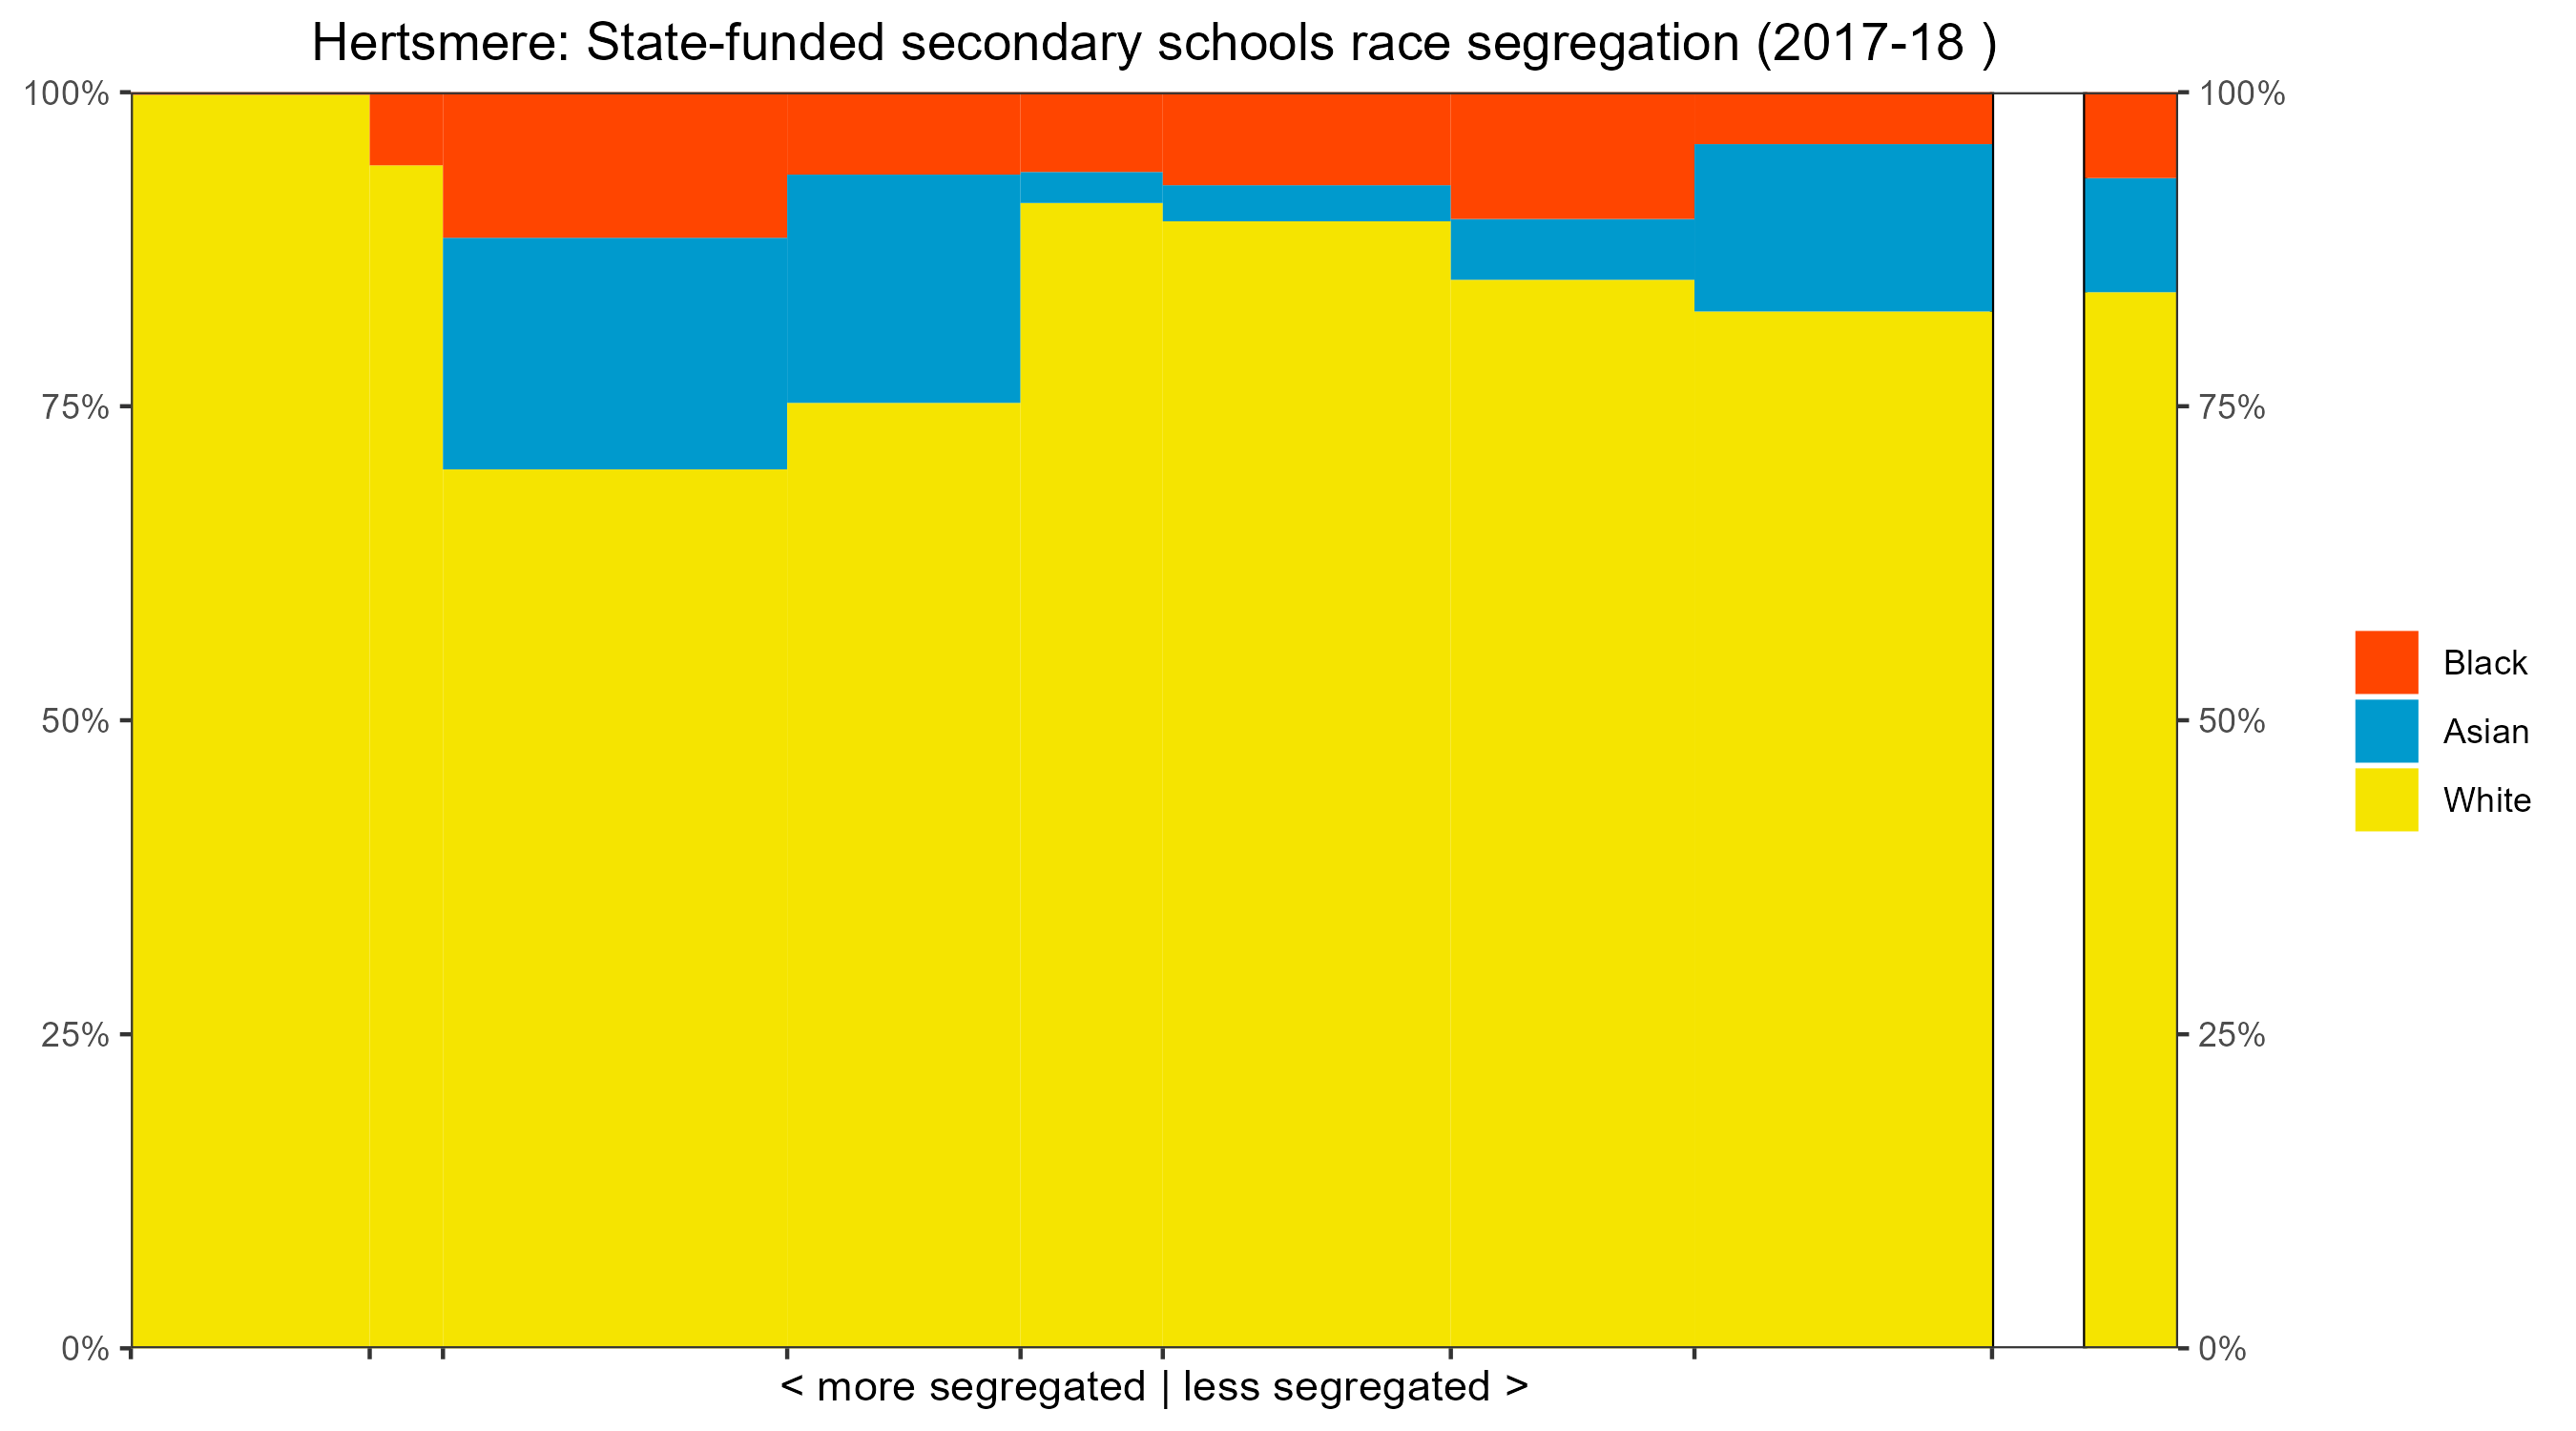 Hertsmere: State-funded secondary schools race segregation (2017-18 )
100%
75%
50%
25%
0%
100%
75%
50%
25%
0%
Black
Asian
White
< more segregated | less segregated >